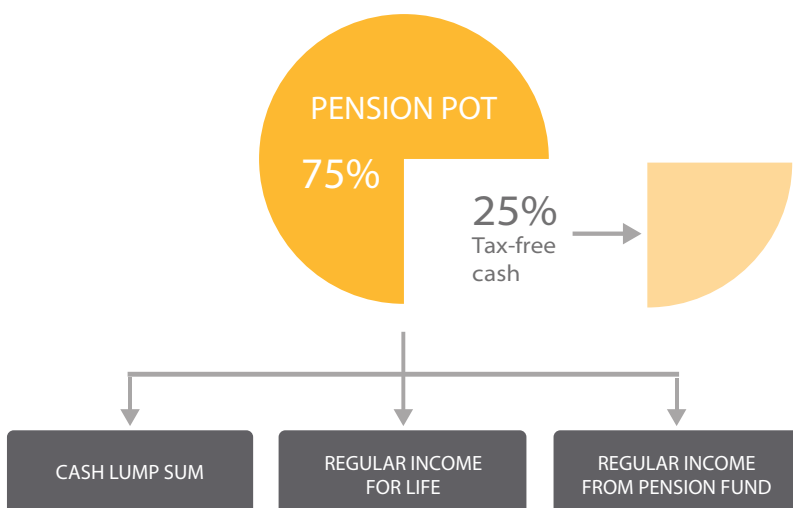 PENSION POT
75%
25%
Tax-free
cash
CASH LUMP SUM
REGULAR INCOME
FOR LIFE
REGULAR INCOME
FROM PENSION FUND